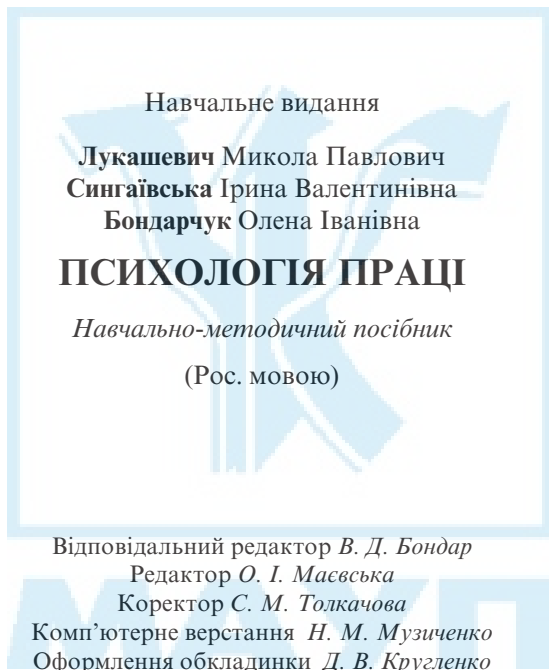 Навчальне видання
Лукашевич Микола Павлович
Сингаївська Ірина Валентинівна
Бондарчук Олена Іванівна
ПСИХОЛОГІЯ ПРАЦІ
Навчально-методичний посібник
(Рос. мовою)
Відповідальний редактор В. Д. Бондар
Редактор О. І. Маєвська
Коректор С. М. Толкачова
Комп’ютерне верстання Н. М. Музиченко
Оформлення обкладинки Д. В. Кругленко
МАУП